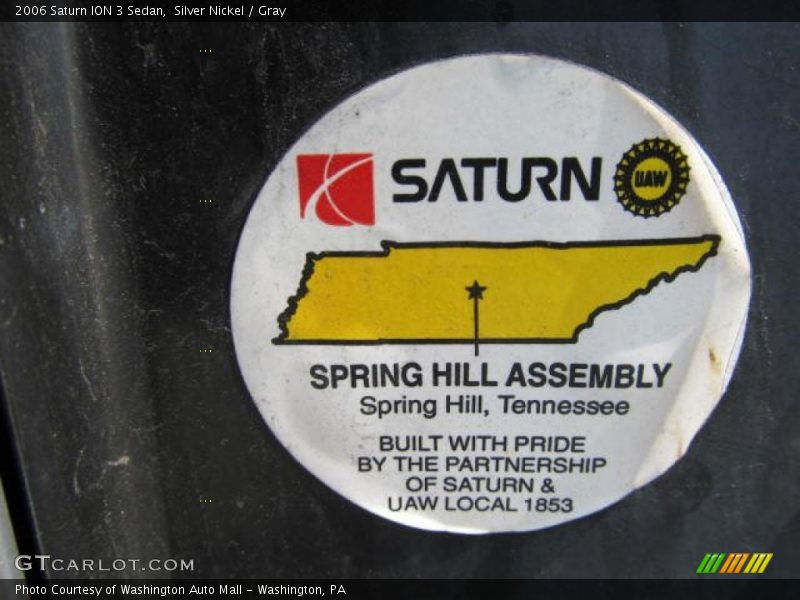 2006 Saturn ION 3 Sedan,  Silver Nickel / Gray
SATURN
UAW
SPRING HILL ASSEMBLY
Spring Hill, Tennessee
BUILT WITH PRIDE
BY THE PARTNERSHIP
OF SATURN &
UAW LOCAL 1853
GTCARLOT.COM
Photo Courtesy of Washington Auto Mall - Washington, PA